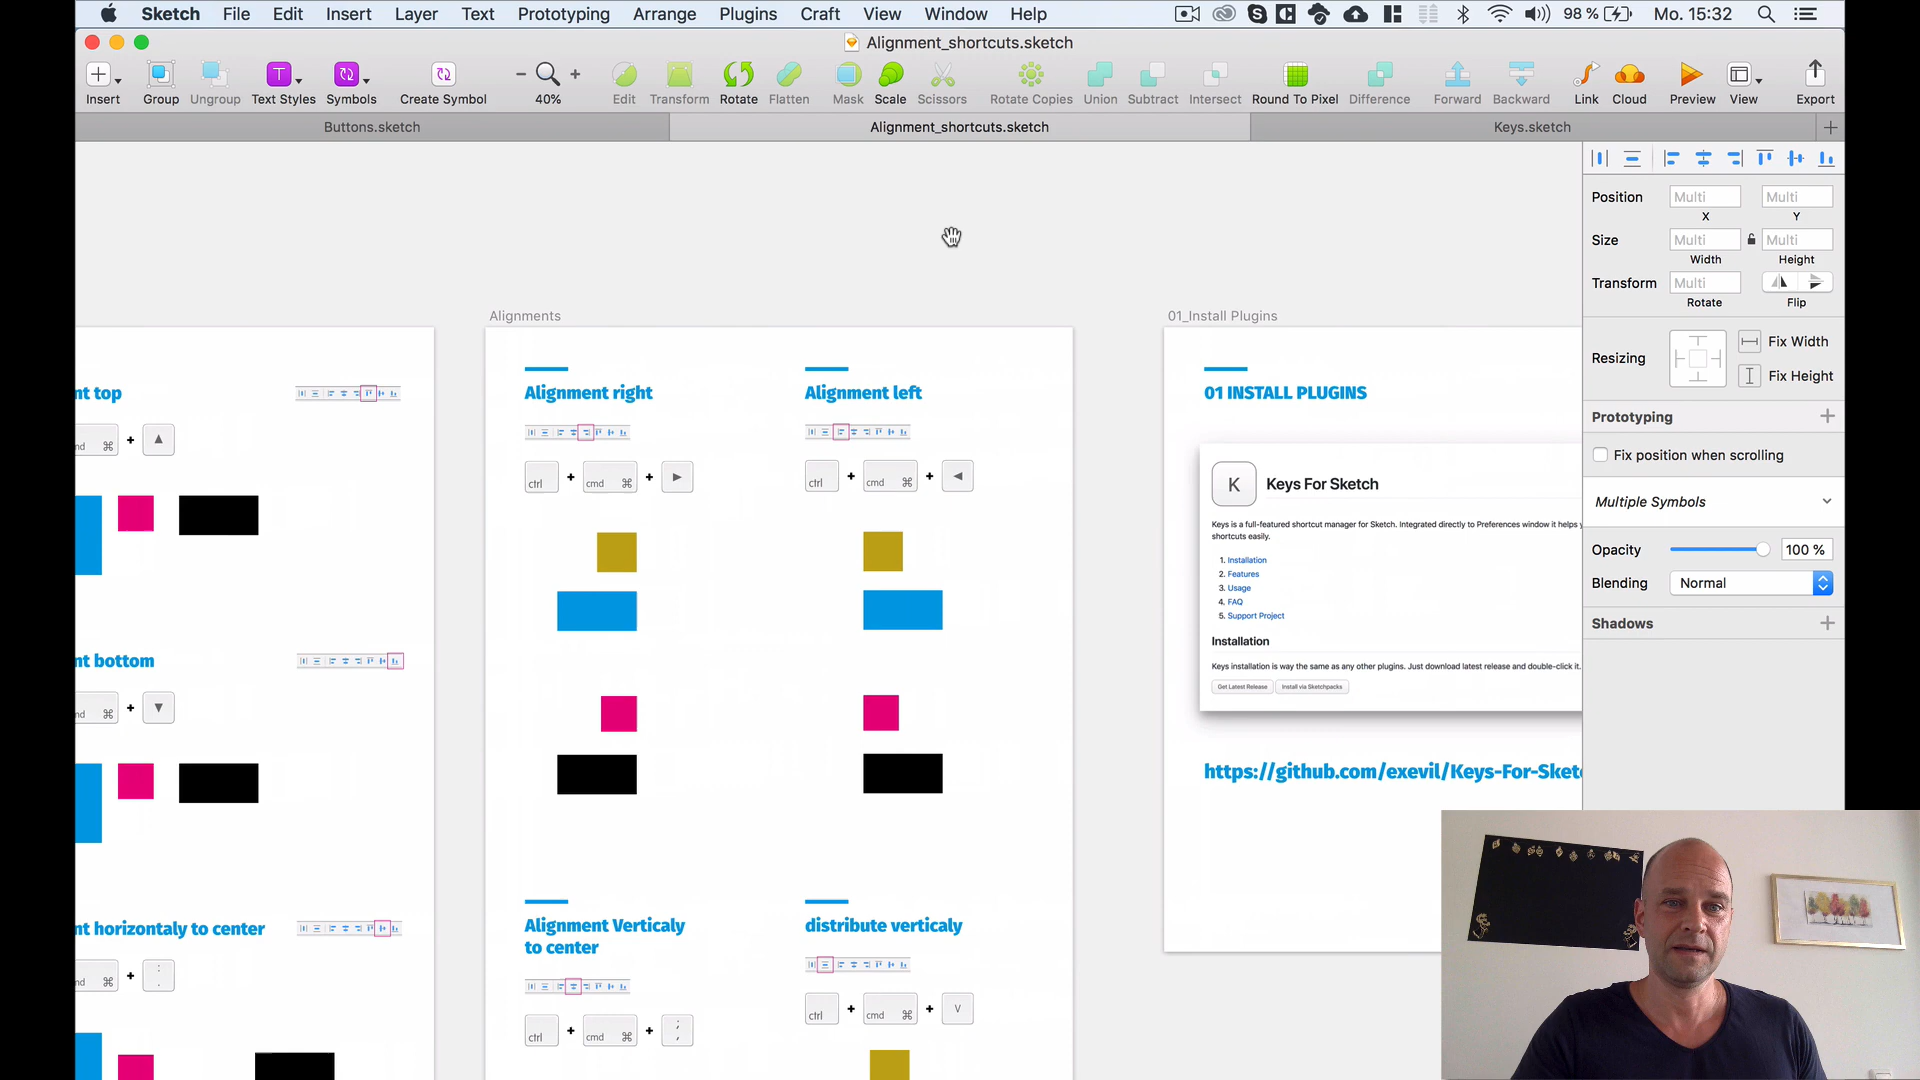 Sketch File Edit Insert Layer Text Prototyping Arrange Plugins Craft View Window Help
98 % Mo. 15:32
Alignment_shortcuts.sketch
40%
Insert Group Ungroup Text Styles Symbols Create Symbol Edit Transform Rotate Flatten Mask Scale Scissors Rotate Copies Union Subtract Intersect Round To Pixel Difference Forward Backward Link Cloud Preview View Export
Buttons.sketch Alignment_shortcuts.sketch Keys.sketch
Position Multi Multi
X Y
Size Multi Multi
Width Height
Transform Multi
Rotate Flip
Resizing Fix Width
Fix Height
Prototyping
Fix position when scrolling
Multiple Symbols
Opacity 100 %
Blending Normal
Shadows
nt top
nd ⌘ + ▲
nt bottom
nd ⌘ + ▼
nt horizontaly to center
nd ⌘ + :
.
Alignments
Alignment right
ctrl + cmd ⌘ + ►
Alignment left
ctrl + cmd ⌘ + ◄
Alignment Verticaly
to center
ctrl + cmd ⌘ + ;
,
distribute verticaly
ctrl + cmd ⌘ + V
01_Install Plugins
01 INSTALL PLUGINS
K Keys For Sketch
Keys is a full-featured shortcut manager for Sketch. Integrated directly to Preferences window it helps y
shortcuts easily.
1. Installation
2. Features
3. Usage
4. FAQ
5. Support Project
Installation
Keys installation is way the same as any other plugins. Just download latest release and double-click it.
Get Latest Release Install via Sketchpacks
https://github.com/exevil/Keys-For-Sket